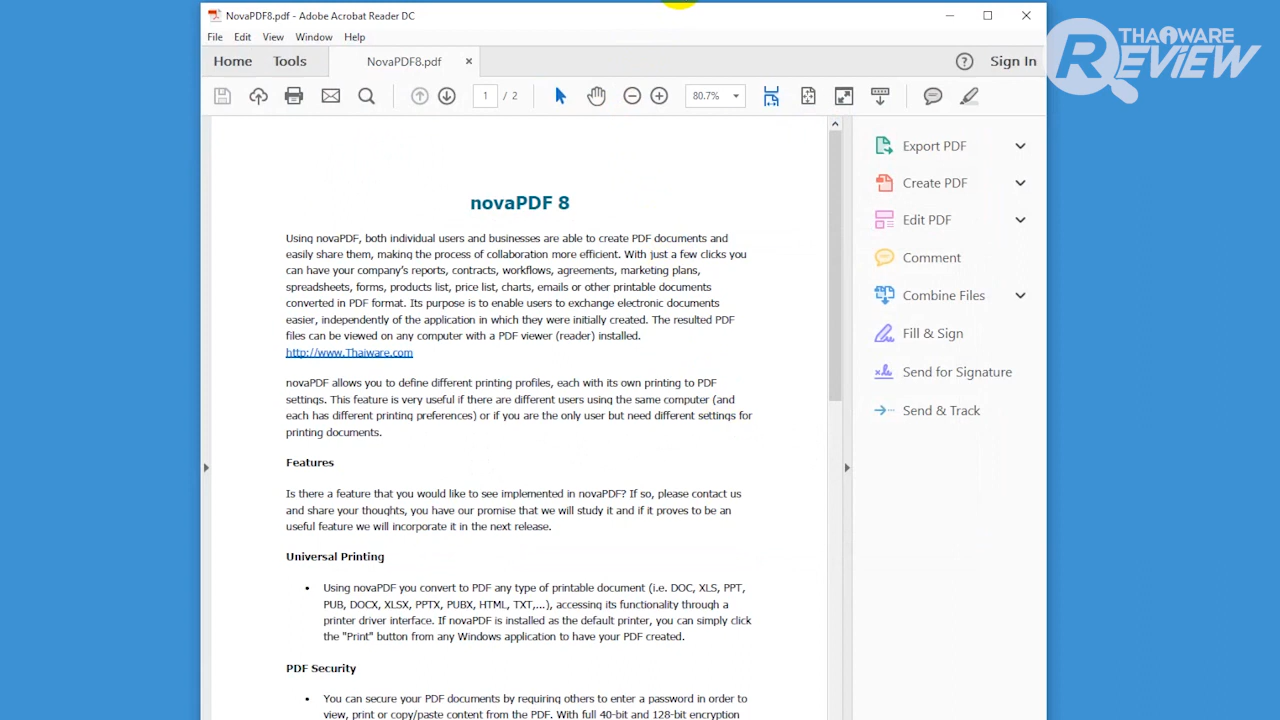 NovaPDF8.pdf - Adobe Acrobat Reader DC
File Edit View Window Help
THAIWARE
REVIEW
Home Tools NovaPDF8.pdf × ? Sign In
1 / 2 80.7%
novaPDF 8
Using novaPDF, both individual users and businesses are able to create PDF documents and
easily share them, making the process of collaboration more efficient. With just a few clicks you
can have your company's reports, contracts, workflows, agreements, marketing plans,
spreadsheets, forms, products list, price list, charts, emails or other printable documents
converted in PDF format. Its purpose is to enable users to exchange electronic documents
easier, independently of the application in which they were initially created. The resulted PDF
files can be viewed on any computer with a PDF viewer (reader) installed.
http://www.Thaiware.com
novaPDF allows you to define different printing profiles, each with its own printing to PDF
settings. This feature is very useful if there are different users using the same computer (and
each has different printing preferences) or if you are the only user but need different settings for
printing documents.
Features
Is there a feature that you would like to see implemented in novaPDF? If so, please contact us
and share your thoughts, you have our promise that we will study it and if it proves to be an
useful feature we will incorporate it in the next release.
Universal Printing
• Using novaPDF you convert to PDF any type of printable document (i.e. DOC, XLS, PPT,
PUB, DOCX, XLSX, PPTX, PUBX, HTML, TXT,...), accessing its functionality through a
printer driver interface. If novaPDF is installed as the default printer, you can simply click
the "Print" button from any Windows application to have your PDF created.
PDF Security
• You can secure your PDF documents by requiring others to enter a password in order to
view, print or copy/paste content from the PDF. With full 40-bit and 128-bit encryption
Export PDF
Create PDF
Edit PDF
Comment
Combine Files
Fill & Sign
Send for Signature
Send & Track